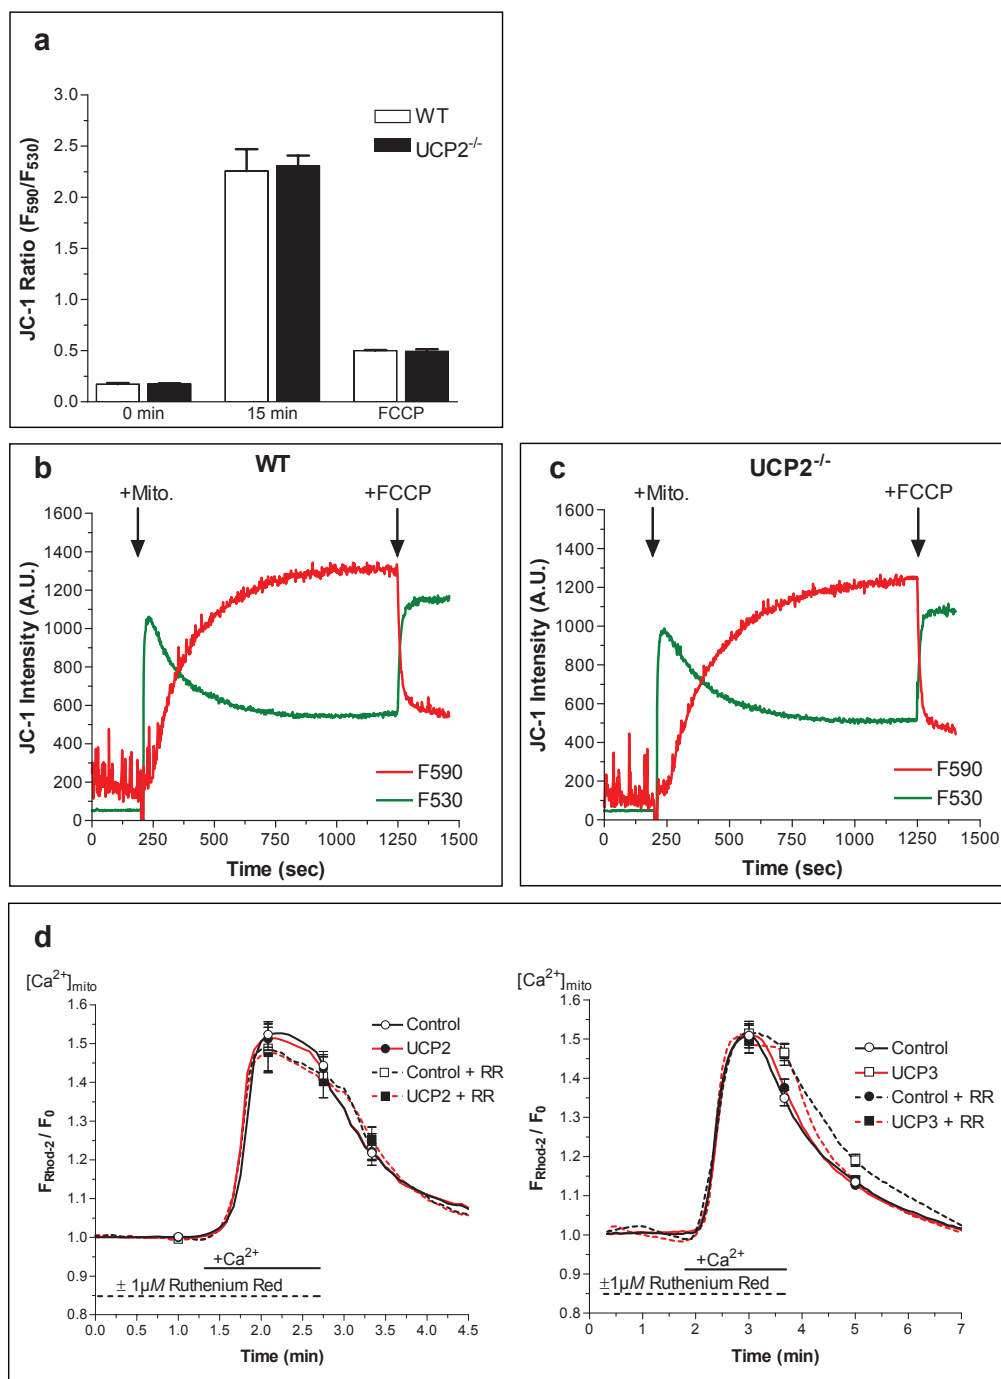 a
3.0
2.5
2.0
1.5
1.0
0.5
0.0
JC-1 Ratio (F590/F530)
WT
UCP2-/-
0 min 15 min FCCP
b WT
+Mito. +FCCP
1600
1400
1200
1000
800
600
400
200
0
JC-1 Intensity (A.U.)
F590
F530
0 250 500 750 1000 1250 1500
Time (sec)
c UCP2-/-
+Mito. +FCCP
1600
1400
1200
1000
800
600
400
200
0
JC-1 Intensity (A.U.)
F590
F530
0 250 500 750 1000 1250 1500
Time (sec)
d
[Ca2+]mito
1.6
1.5
1.4
1.3
1.2
1.1
1.0
0.9
0.8
FRhod-2 / F0
Control
UCP2
Control + RR
UCP2 + RR
+Ca2+
± 1µM Ruthenium Red
0.0 0.5 1.0 1.5 2.0 2.5 3.0 3.5 4.0 4.5
Time (min)
[Ca2+]mito
1.6
1.5
1.4
1.3
1.2
1.1
1.0
0.9
0.8
FRhod-2 / F0
Control
UCP3
Control + RR
UCP3 + RR
+Ca2+
± 1µM Ruthenium Red
0 1 2 3 4 5 6 7
Time (min)